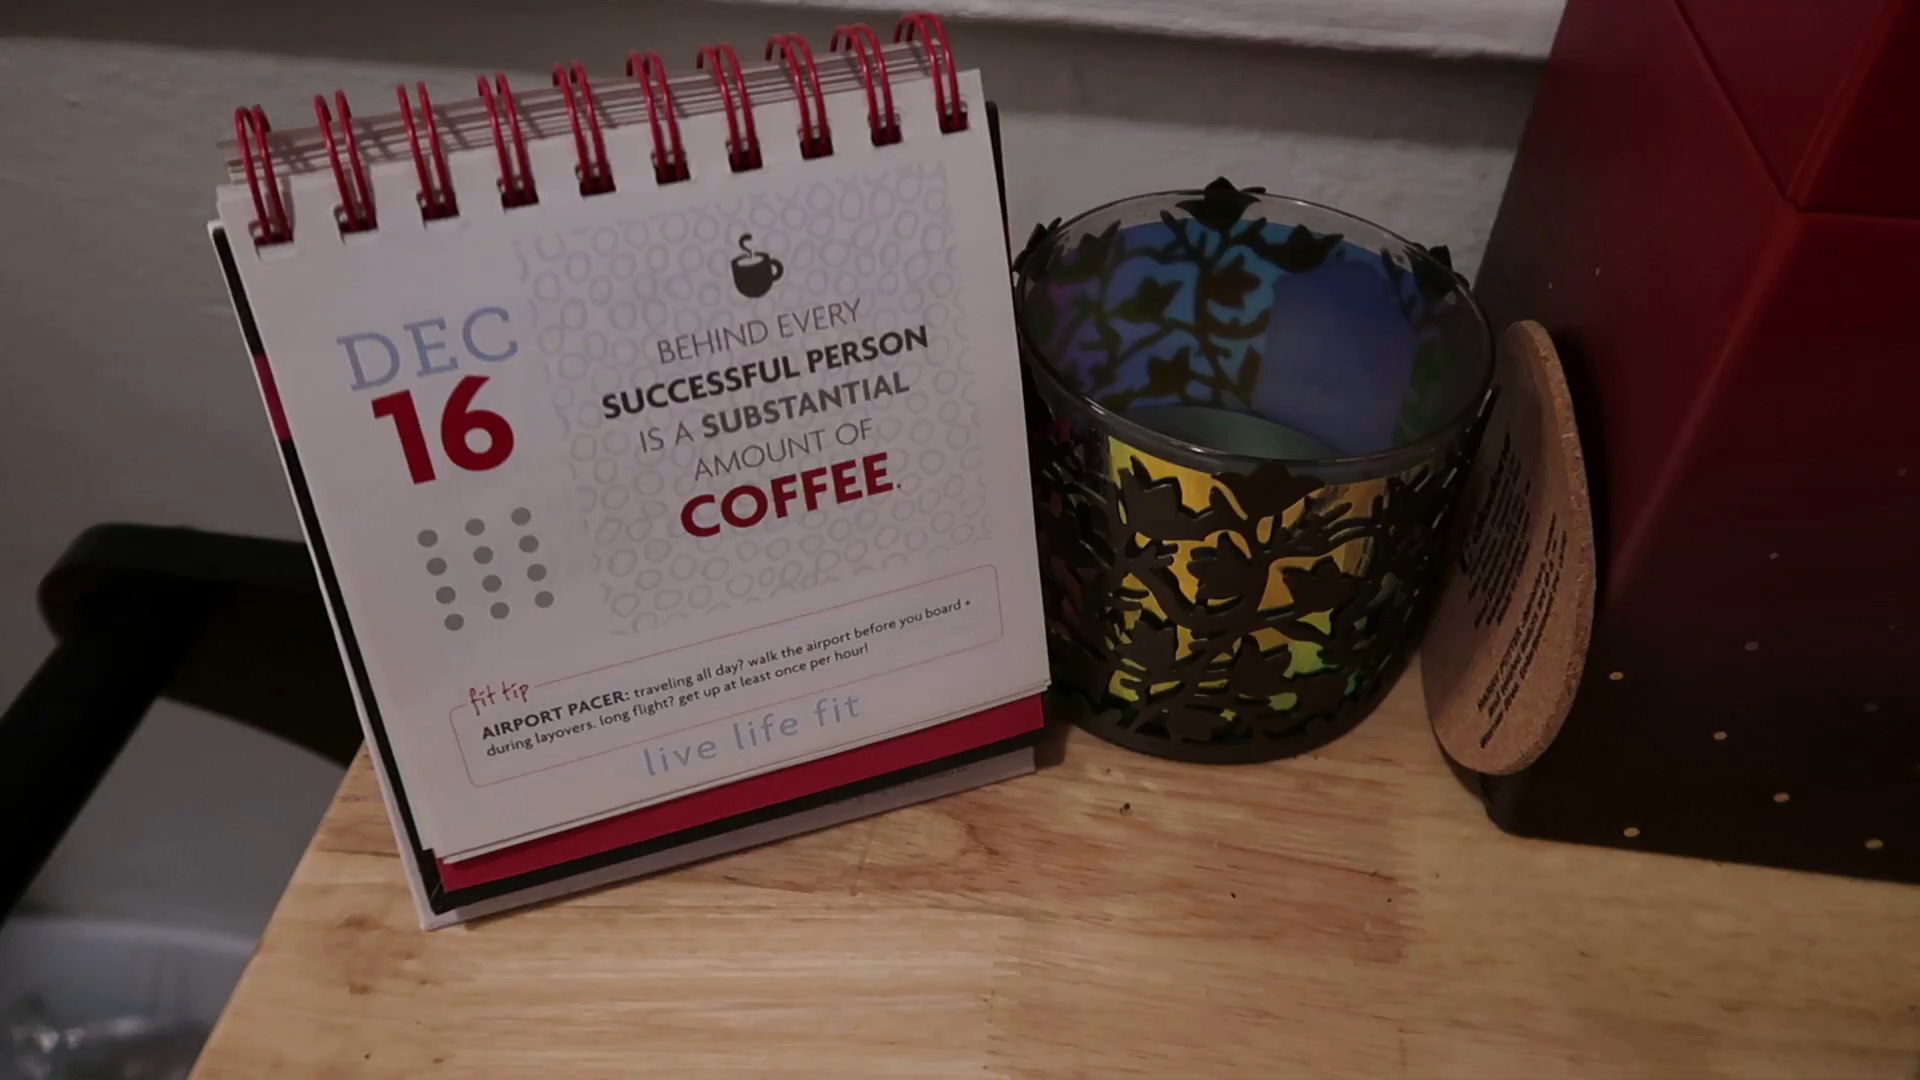 DEC
16
BEHIND EVERY
SUCCESSFUL PERSON
IS A SUBSTANTIAL
AMOUNT OF
COFFEE.
fit tip
AIRPORT PACER: traveling all day? walk the airport before you board +
during layovers. long flight? get up at least once per hour!
live life fit
HARRY POTTER